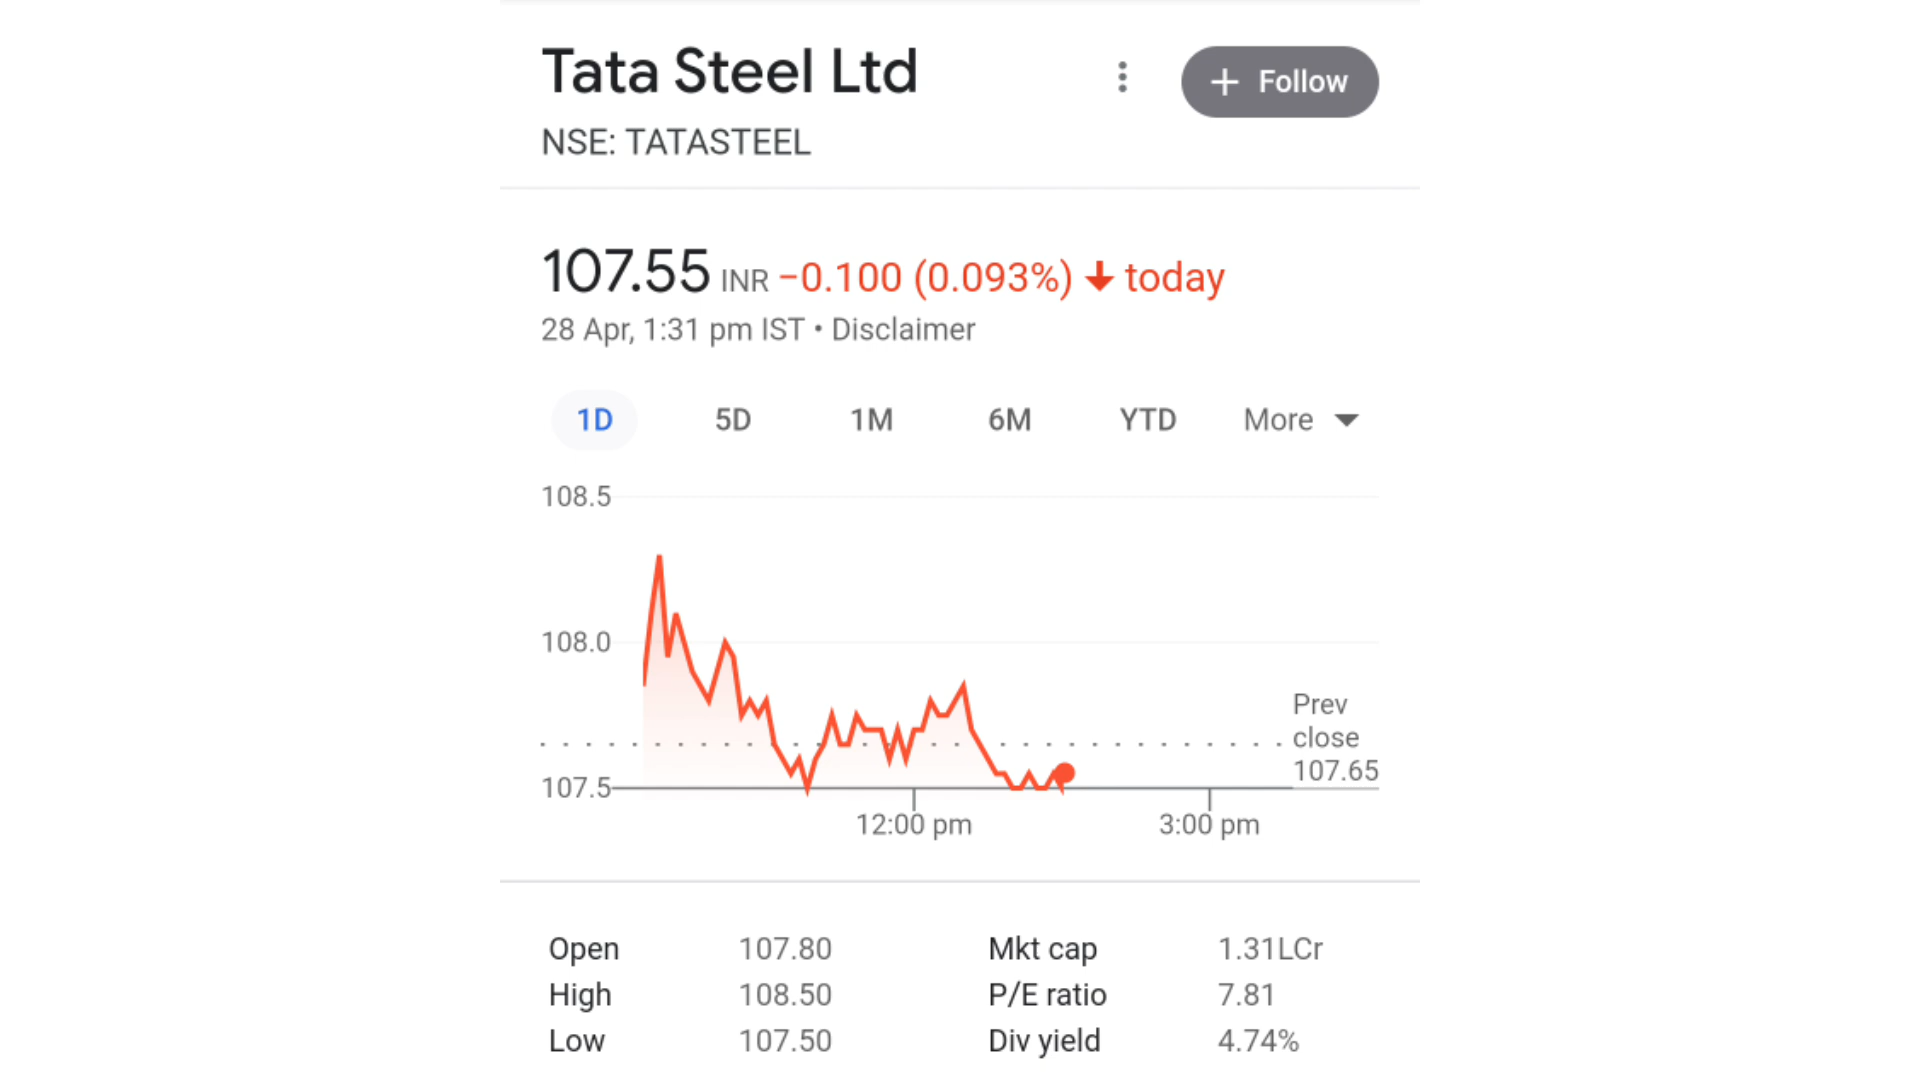 Tata Steel Ltd
+ Follow
NSE: TATASTEEL
107.55 INR −0.100 (0.093%) ↓ today
28 Apr, 1:31 pm IST • Disclaimer
1D 5D 1M 6M YTD More
108.5
108.0
107.5
Prev
close
107.65
12:00 pm 3:00 pm
Open 107.80 Mkt cap 1.31LCr
High 108.50 P/E ratio 7.81
Low 107.50 Div yield 4.74%